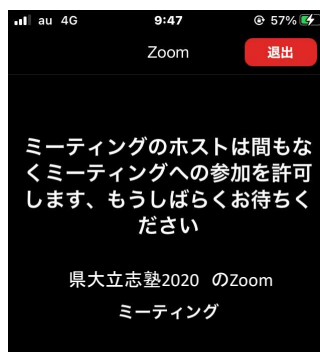 au 4G 9:47 57%
Zoom 退出
ミーティングのホストは間もな
くミーティングへの参加を許可
します、もうしばらくお待ちく
ださい
県大立志塾2020 のZoom
ミーティング